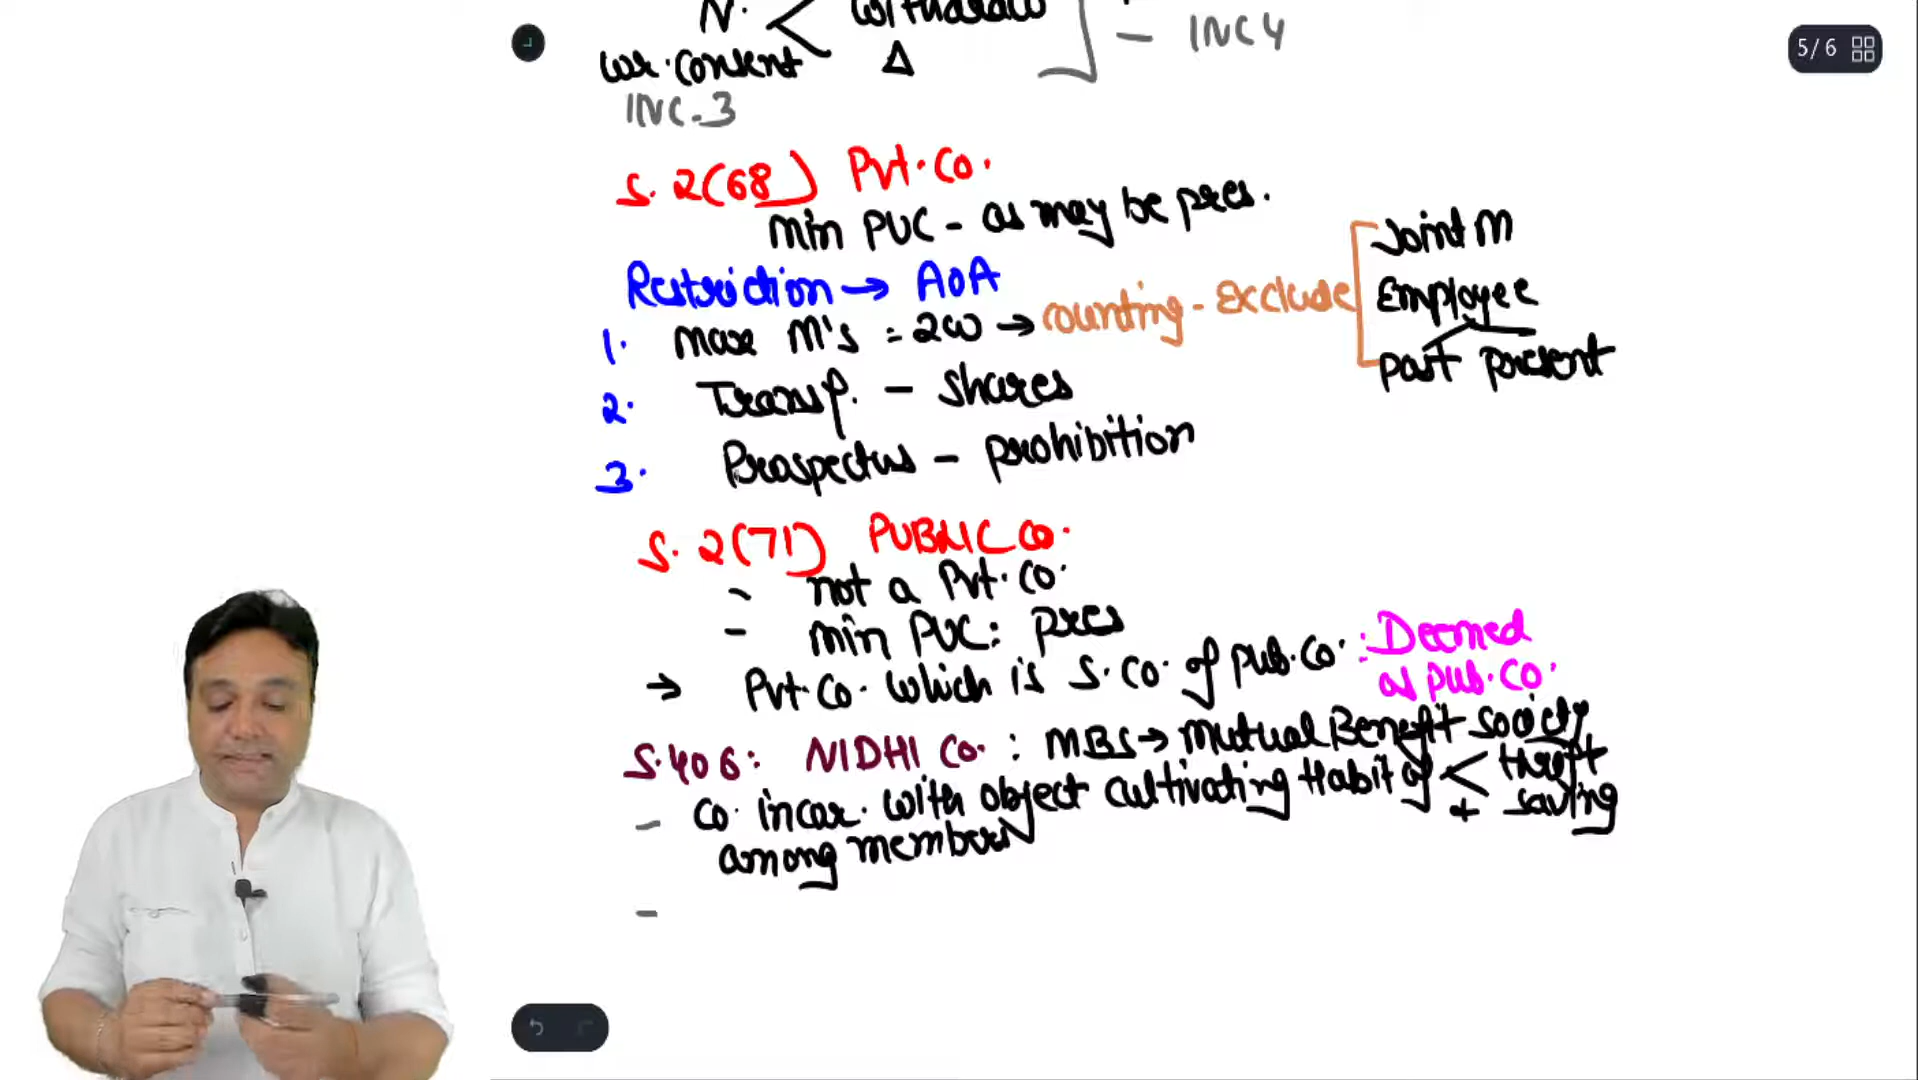 N. < withdraw
wr. consent Δ ] - INC 4
INC-3
5/6
S. 2(68) Pvt. Co.
min PUC - as may be pres.
Restriction → AOA
1. max M's = 200 → counting - Exclude
Joint M
Employee
past present
2. Transf. - shares
3. Prospectus - prohibition
S. 2(71) PUBLIC Co.
- not a Pvt. Co.
- min PUC: pres
→ Pvt. Co. which is S. Co. of pub. Co. : Deemed
as pub. Co.
S. 406: NIDHI Co. : MBS → Mutual Benefit Society
- Co. incor. with object cultivating Habit of < thrift
+ saving
among members
-